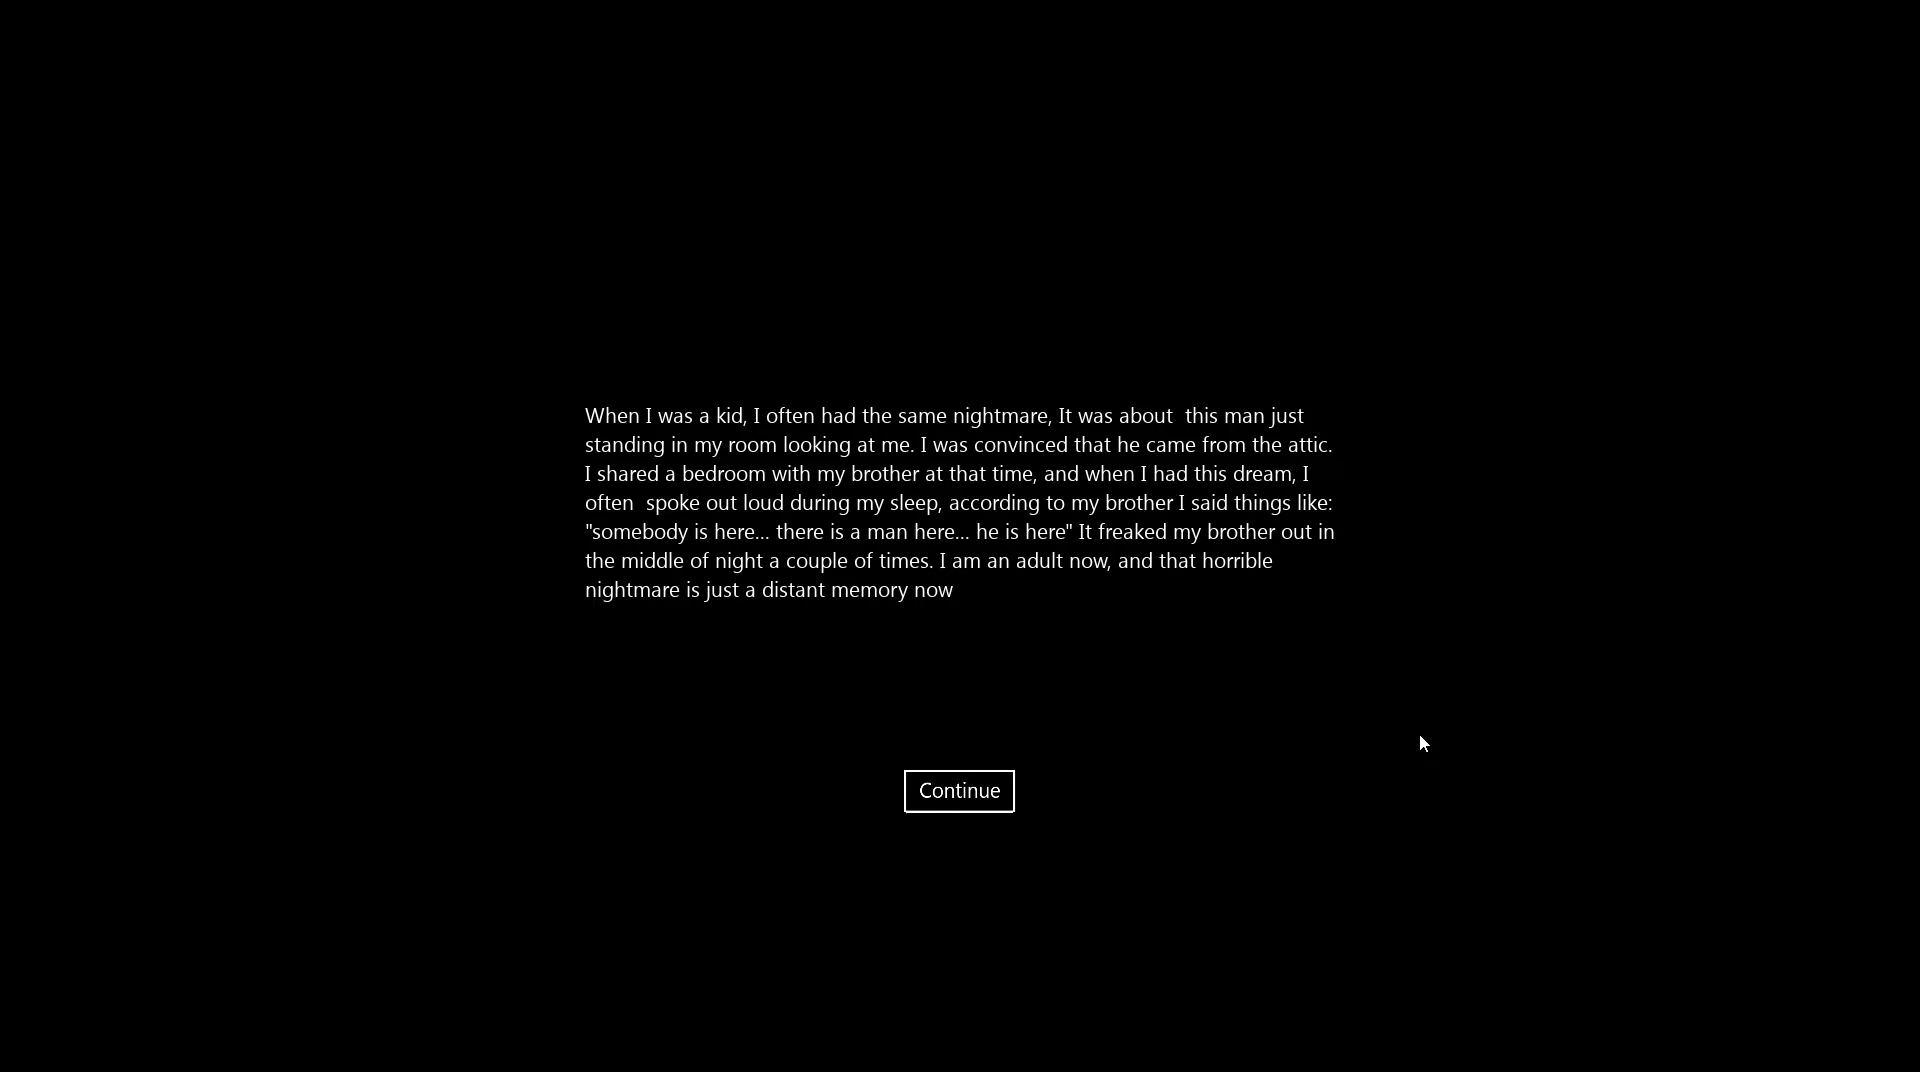 When I was a kid, I often had the same nightmare, It was about  this man just
standing in my room looking at me. I was convinced that he came from the attic.
I shared a bedroom with my brother at that time, and when I had this dream, I
often  spoke out loud during my sleep, according to my brother I said things like:
"somebody is here... there is a man here... he is here" It freaked my brother out in
the middle of night a couple of times. I am an adult now, and that horrible
nightmare is just a distant memory now
Continue